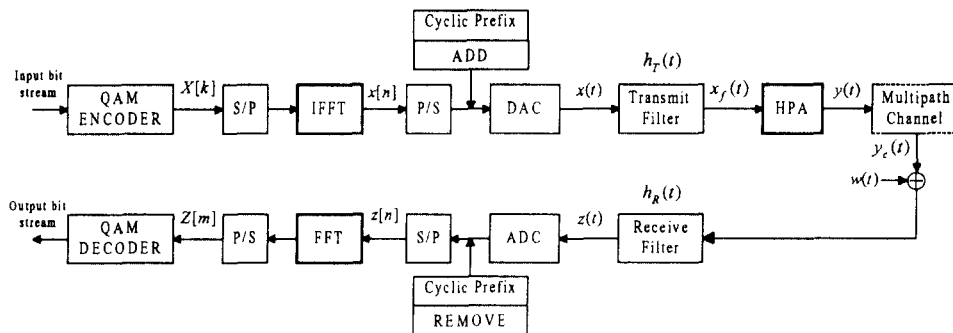 Cyclic Prefix
ADD
h_T(t)
Input bit
stream
X[k]
x[n]
x(t)
x_f(t)
y(t)
QAM
ENCODER
S/P
IFFT
P/S
DAC
Transmit
Filter
HPA
Multipath
Channel
y_c(t)
w(t)
h_R(t)
Output bit
stream
Z[m]
z[n]
z(t)
QAM
DECODER
P/S
FFT
S/P
ADC
Receive
Filter
Cyclic Prefix
REMOVE